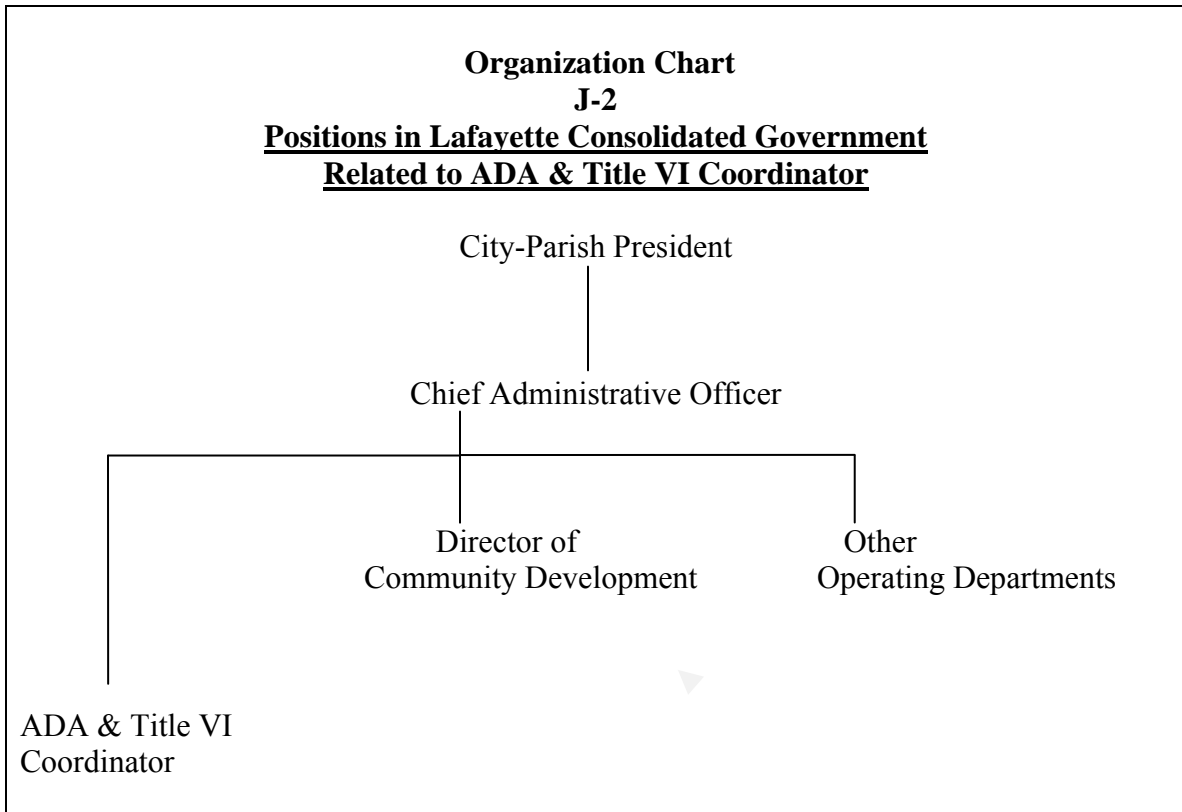 Organization Chart
J-2
Positions in Lafayette Consolidated Government
Related to ADA & Title VI Coordinator
City-Parish President
Chief Administrative Officer
Director of
Community Development
Other
Operating Departments
ADA & Title VI
Coordinator